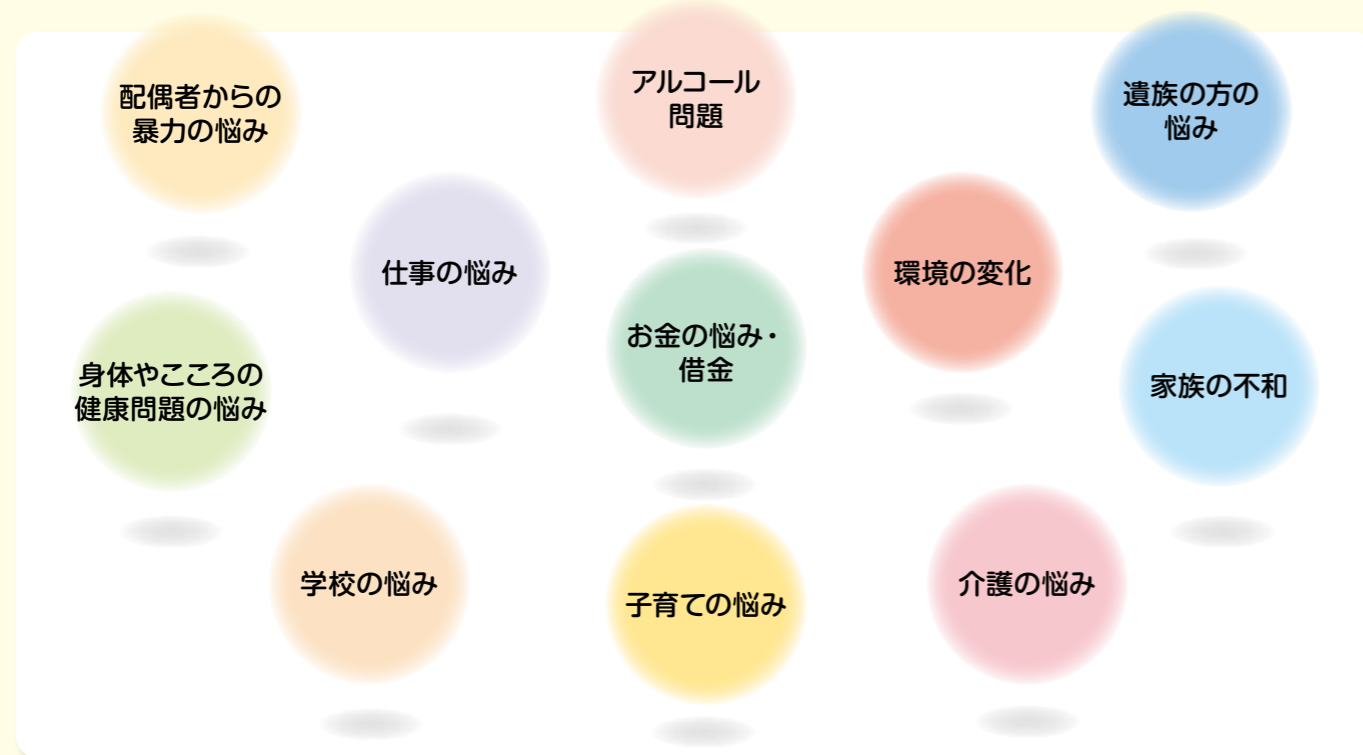 配偶者からの
暴力の悩み
アルコール
問題
遺族の方の
悩み
仕事の悩み
環境の変化
身体やこころの
健康問題の悩み
お金の悩み・
借金
家族の不和
学校の悩み
子育ての悩み
介護の悩み